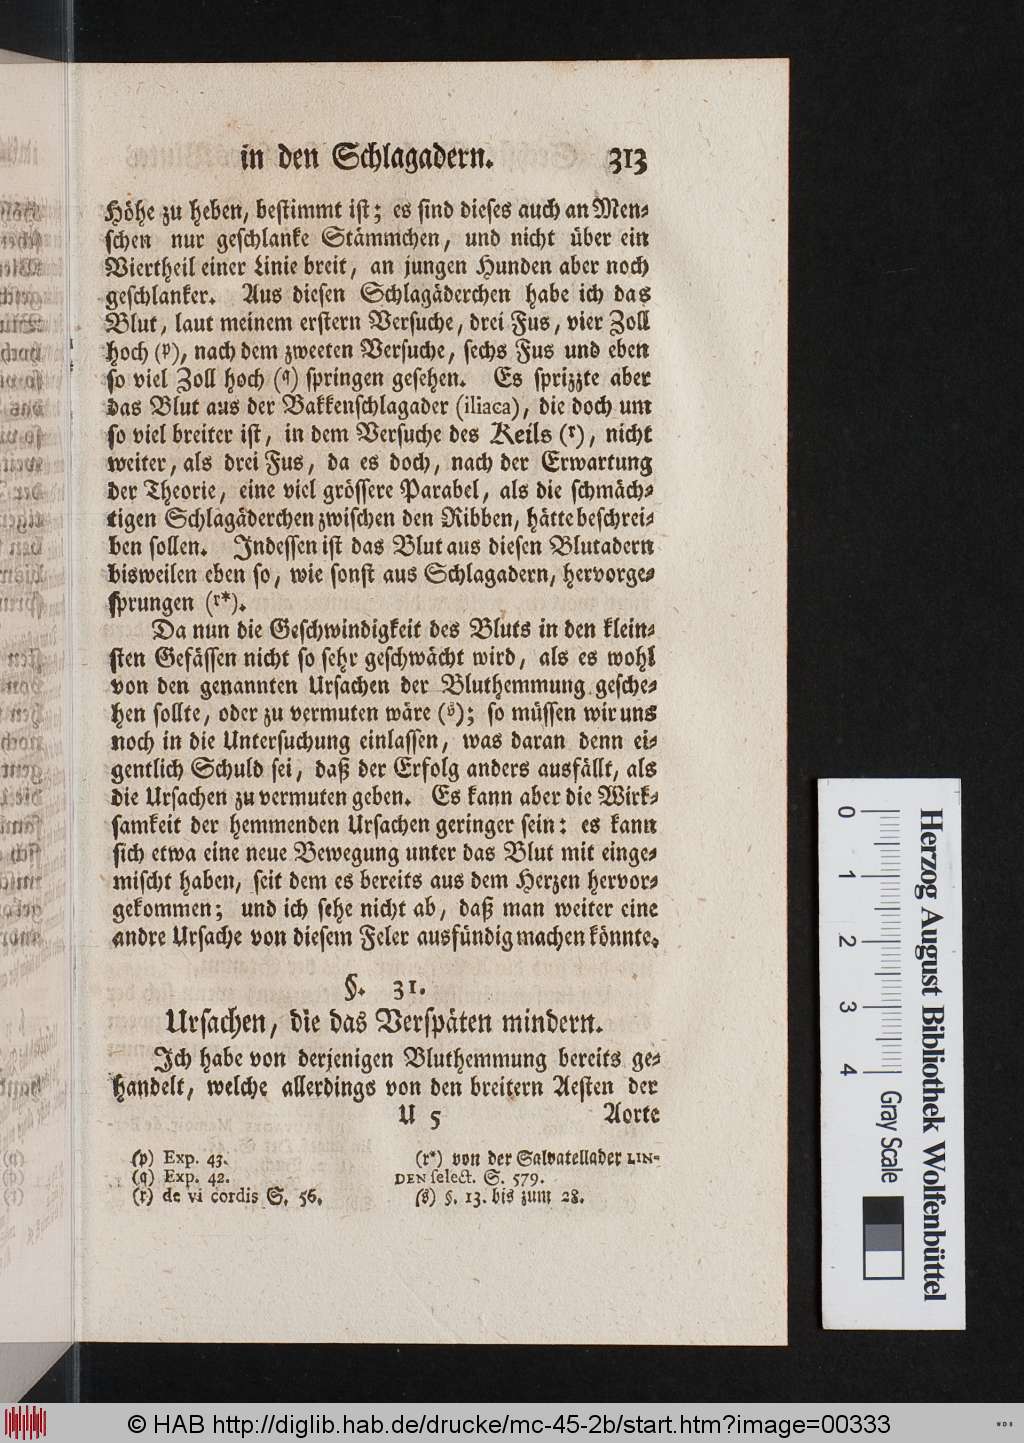 in den Schlagadern. 313
Höhe zu heben, bestimmt ist; es sind dieses auch an Men-
schen nur geschlanke Stämmchen, und nicht über ein
Viertheil einer Linie breit, an jungen Hunden aber noch
geschlanker. Aus diesen Schlagäderchen habe ich das
Blut, laut meinem erstern Versuche, drei Fus, vier Zoll
hoch (p), nach dem zweeten Versuche, sechs Fus und eben
so viel Zoll hoch (q) springen gesehen. Es sprizzte aber
das Blut aus der Bakkenschlagader (iliaca), die doch um
so viel breiter ist, in dem Versuche des Keils (r), nicht
weiter, als drei Fus, da es doch, nach der Erwartung
der Theorie, eine viel grössere Parabel, als die schmäch-
tigen Schlagäderchen zwischen den Ribben, hätte beschrei-
ben sollen. Indessen ist das Blut aus diesen Blutadern
bisweilen eben so, wie sonst aus Schlagadern, hervorge-
sprungen (r*).
Da nun die Geschwindigkeit des Bluts in den klein-
sten Gefässen nicht so sehr geschwächt wird, als es wohl
von den genannten Ursachen der Bluthemmung gesche-
hen sollte, oder zu vermuten wäre (s); so müssen wir uns
noch in die Untersuchung einlassen, was daran denn ei-
gentlich Schuld sei, daß der Erfolg anders ausfällt, als
die Ursachen zu vermuten geben. Es kann aber die Wirk-
samkeit der hemmenden Ursachen geringer sein: es kann
sich etwa eine neue Bewegung unter das Blut mit einge-
mischt haben, seit dem es bereits aus dem Herzen hervor-
gekommen; und ich sehe nicht ab, daß man weiter eine
andre Ursache von diesem Feler ausfündig machen könnte.
§. 31.
Ursachen, die das Verspäten mindern.
Ich habe von derjenigen Bluthemmung bereits ge-
handelt, welche allerdings von den breitern Aesten der
U 5 Aorte
(p) Exp. 43.
(q) Exp. 42.
(r) de vi cordis S. 56.
(r*) von der Salvatellader LIN-
DEN select. S. 579.
(s) §. 13. bis zum 28.
0 1 2 3 4 Gray Scale
Herzog August Bibliothek Wolfenbüttel
© HAB http://diglib.hab.de/drucke/mc-45-2b/start.htm?image=00333